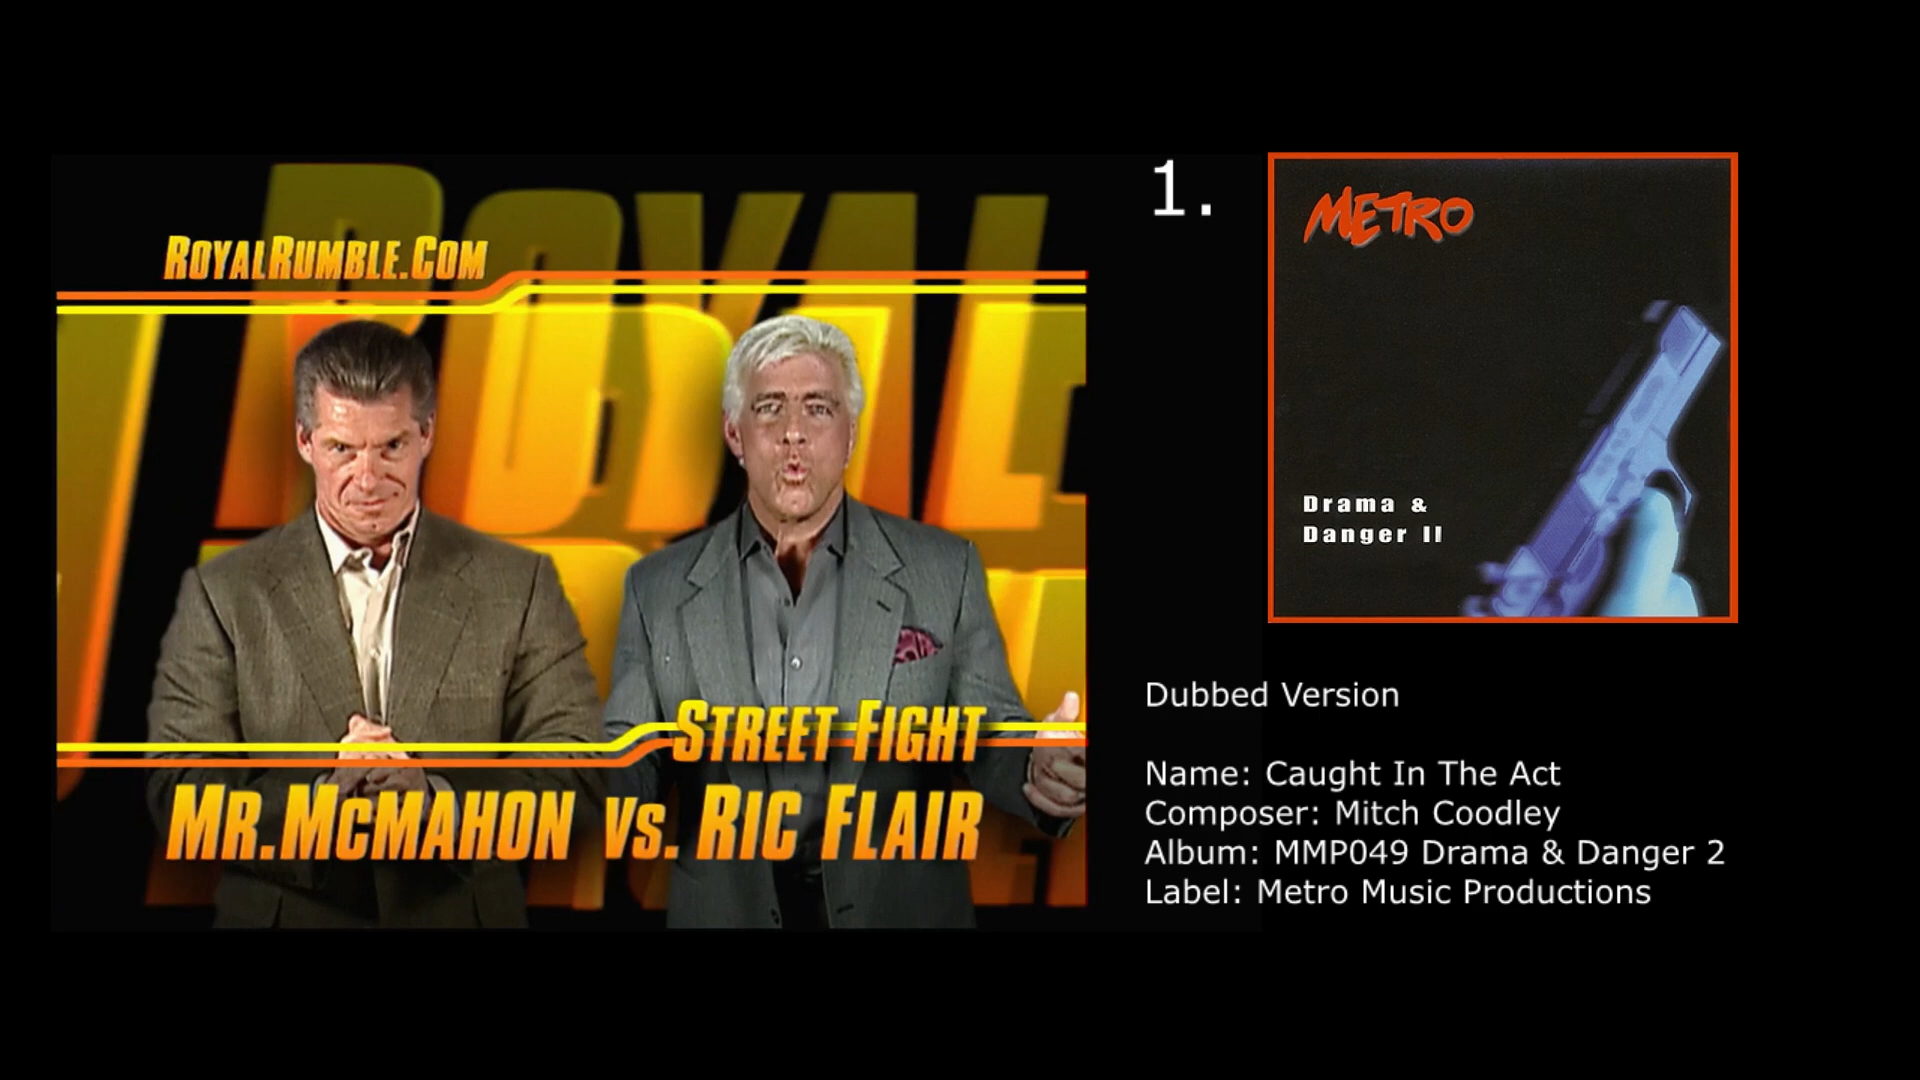 ROYALRUMBLE.COM
STREET FIGHT
MR.MCMAHON VS. RIC FLAIR
1.
METRO
Drama &
Danger II
Dubbed Version
Name: Caught In The Act
Composer: Mitch Coodley
Album: MMP049 Drama & Danger 2
Label: Metro Music Productions
ROYAL